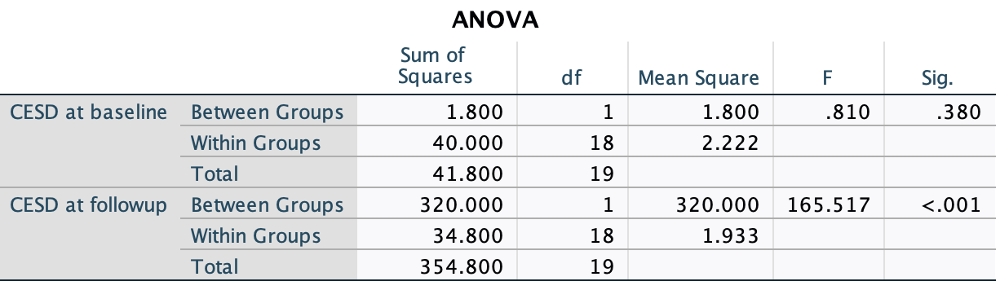 ANOVA
Sum of Squares df Mean Square F Sig.
CESD at baseline Between Groups 1.800 1 1.800 .810 .380
Within Groups 40.000 18 2.222
Total 41.800 19
CESD at followup Between Groups 320.000 1 320.000 165.517 <.001
Within Groups 34.800 18 1.933
Total 354.800 19